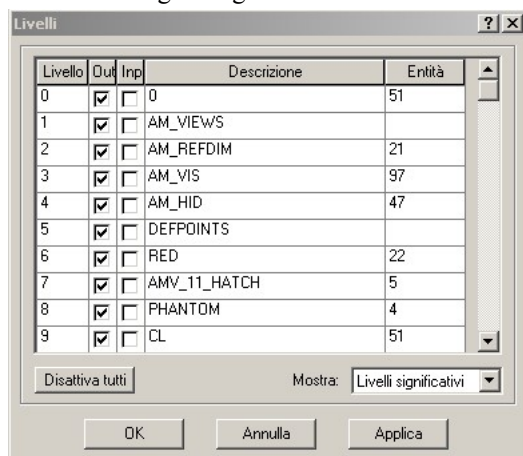 Livelli
Livello Out Inp Descrizione Entità
0 0 51
1 AM_VIEWS
2 AM_REFDIM 21
3 AM_VIS 97
4 AM_HID 47
5 DEFPOINTS
6 RED 22
7 AMV_11_HATCH 5
8 PHANTOM 4
9 CL 51
Disattiva tutti Mostra: Livelli significativi
OK Annulla Applica